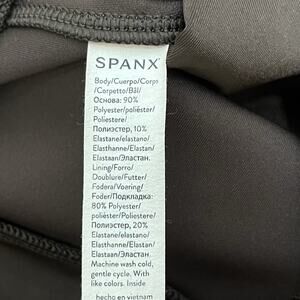 SPANX
Body/Cuerpo/Corps
/Corpetto/Bål/
Основа: 90%
Polyester/poliéster/
Poliestere/
Полиэстер, 10%
Elastane/elastano/
Elasthanne/Elastan/
Elastaan/Эластан.
Lining/Forro/
Doublure/Futter/
Fodera/Voering/
Foder/Подкладка:
80% Polyester/
poliéster/Poliestere/
Полиэстер, 20%
Elastane/elastano/
Elasthanne/Elastan/
Elastaan/Эластан.
Machine wash cold,
gentle cycle. With
like colors. Inside
hecho en vietnam